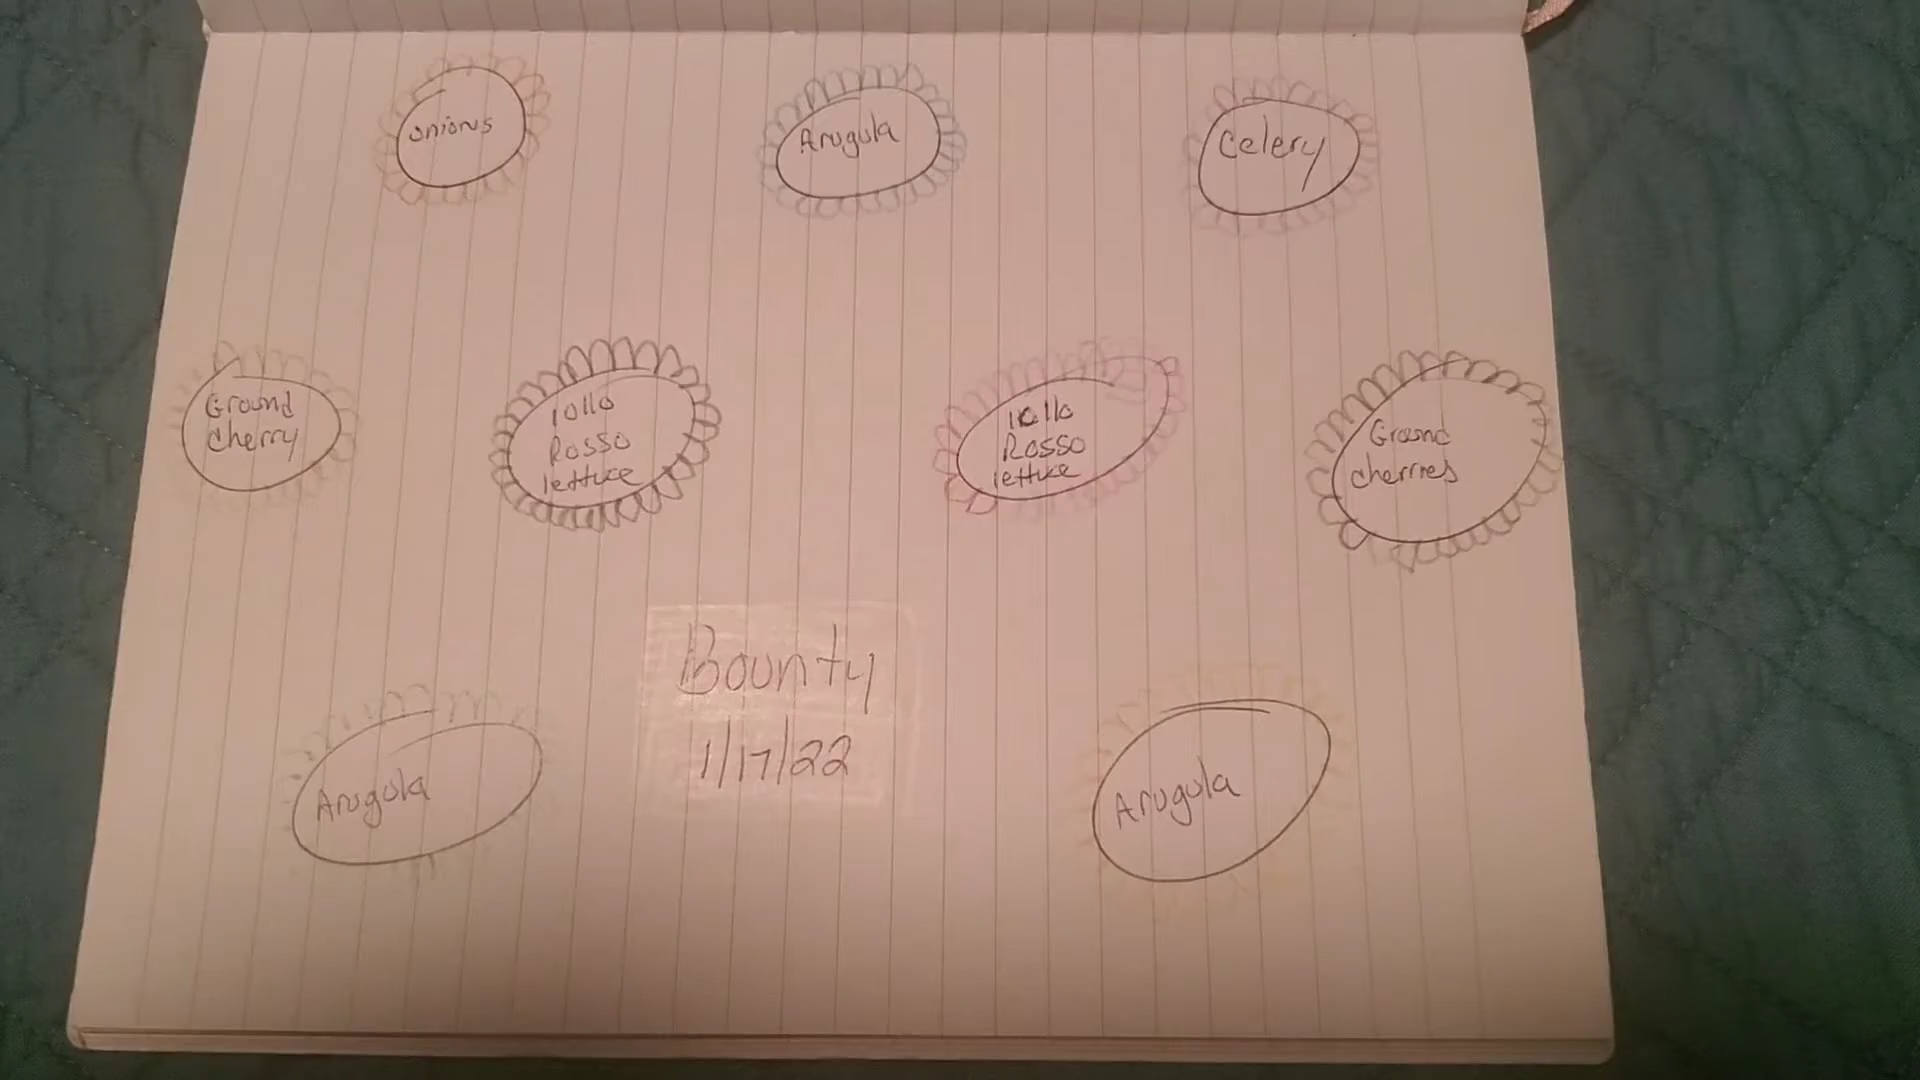 onions
Arugula
Celery
Ground
cherry
lollo
Rosso
lettuce
lollo
Rosso
lettuce
Ground
cherries
Bounty
1/17/22
Arugula
Arugula